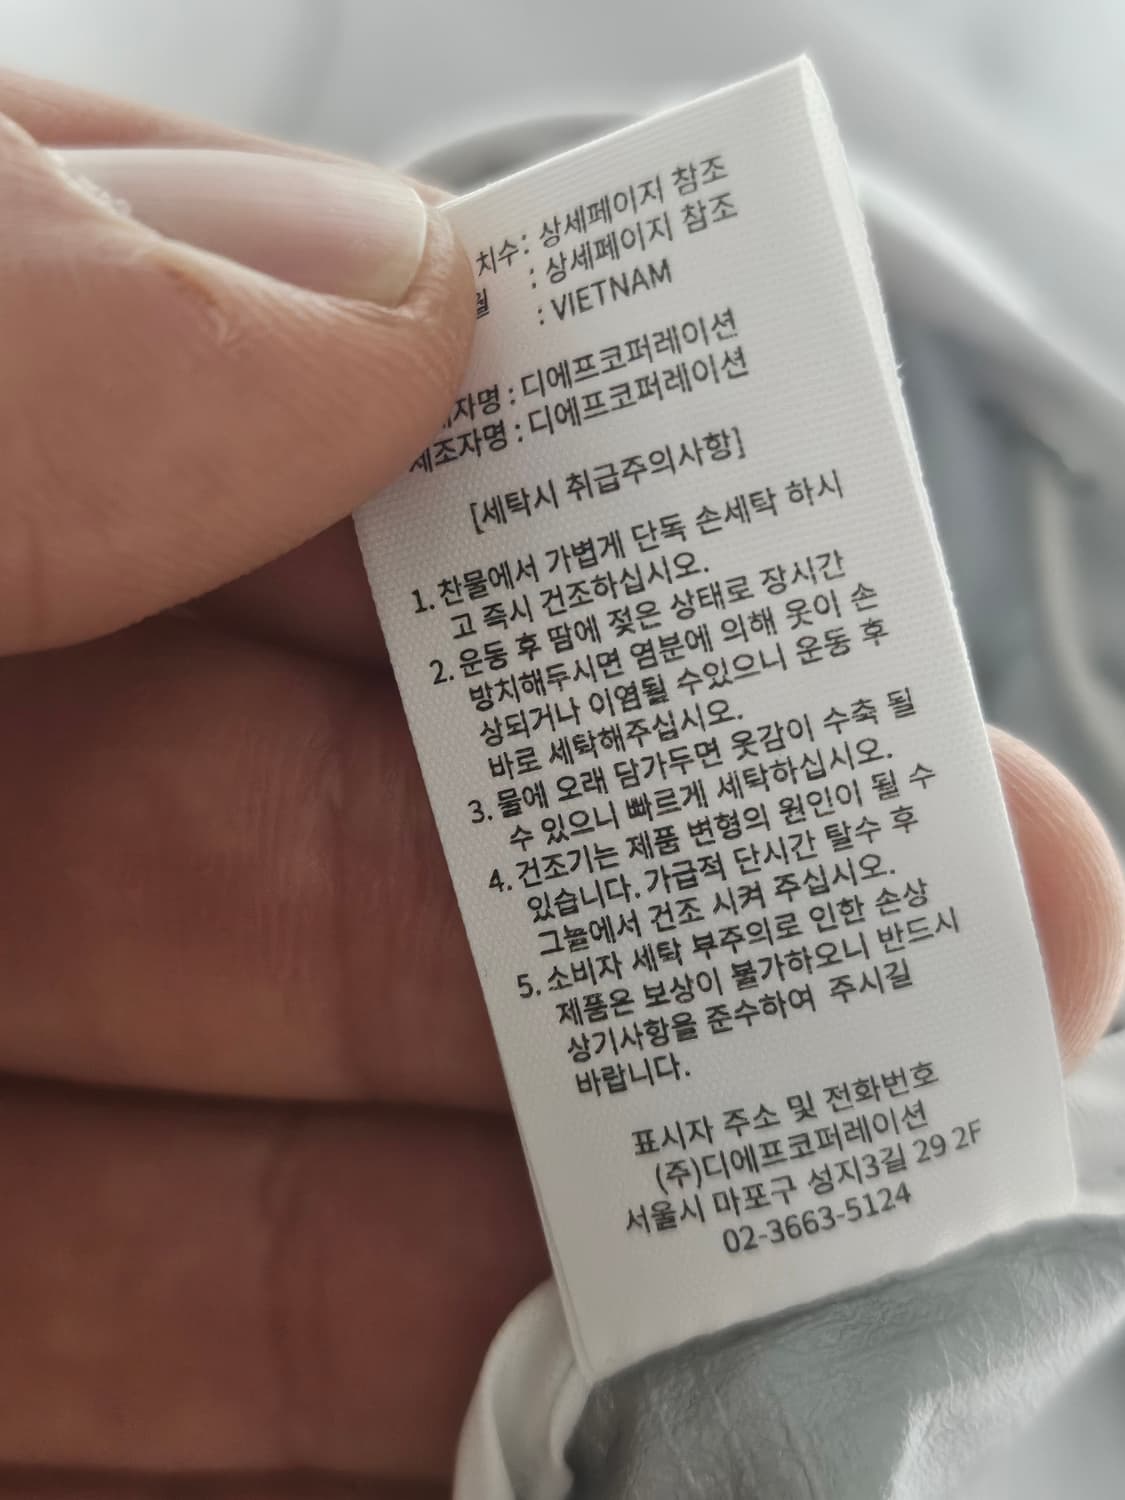 치수: 상세페이지 참조
월 : 상세페이지 참조
: VIETNAM
자명 : 디에프코퍼레이션
제조자명 : 디에프코퍼레이션
[세탁시 취급주의사항]
1. 찬물에서 가볍게 단독 손세탁 하시
고 즉시 건조하십시오.
2. 운동 후 땀에 젖은 상태로 장시간
방치해두시면 염분에 의해 옷이 손
상되거나 이염될 수있으니 운동 후
바로 세탁해주십시오.
3. 물에 오래 담가두면 옷감이 수축 될
수 있으니 빠르게 세탁하십시오.
4. 건조기는 제품 변형의 원인이 될 수
있습니다. 가급적 단시간 탈수 후
그늘에서 건조 시켜 주십시오.
5. 소비자 세탁 부주의로 인한 손상
제품은 보상이 불가하오니 반드시
상기사항을 준수하여 주시길
바랍니다.
표시자 주소 및 전화번호
(주)디에프코퍼레이션
서울시 마포구 성지3길 29 2F
02-3663-5124